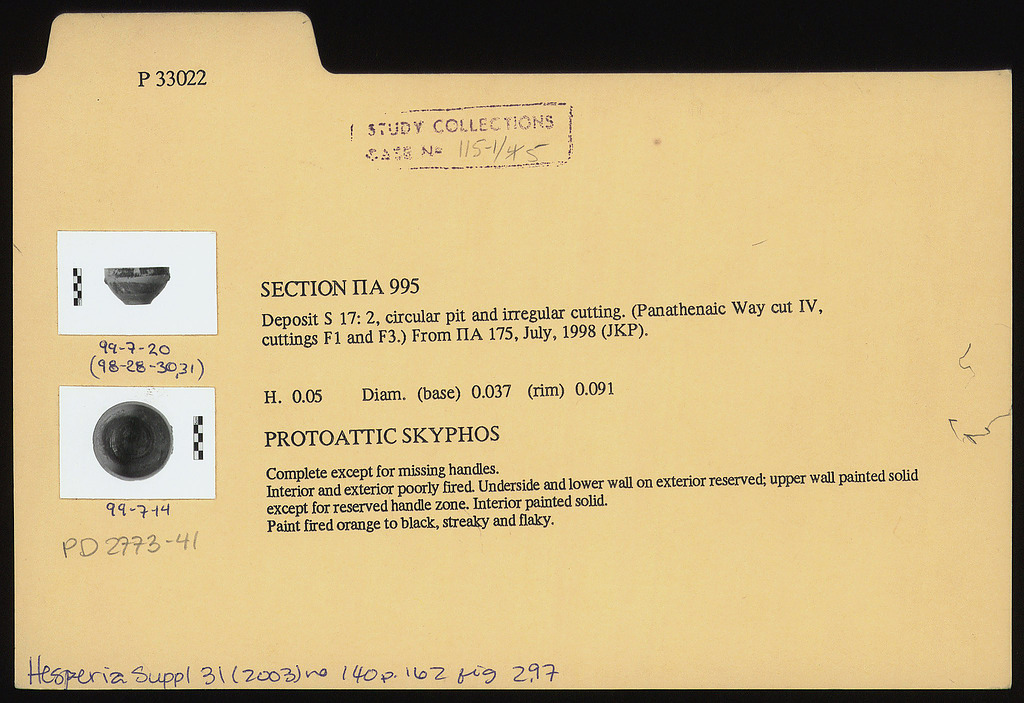 P 33022
STUDY COLLECTIONS
CASE No 115-1/45
SECTION ΠΑ 995
Deposit S 17: 2, circular pit and irregular cutting. (Panathenaic Way cut IV,
cuttings F1 and F3.) From ΠΑ 175, July, 1998 (JKP).
99-7-20
(98-28-30,31)
H. 0.05 Diam. (base) 0.037 (rim) 0.091
PROTOATTIC SKYPHOS
Complete except for missing handles.
Interior and exterior poorly fired. Underside and lower wall on exterior reserved; upper wall painted solid
except for reserved handle zone. Interior painted solid.
Paint fired orange to black, streaky and flaky.
99-7-14
PD 2773-41
Hesperia Suppl 31 (2003) no 140 p. 162 fig 2.97